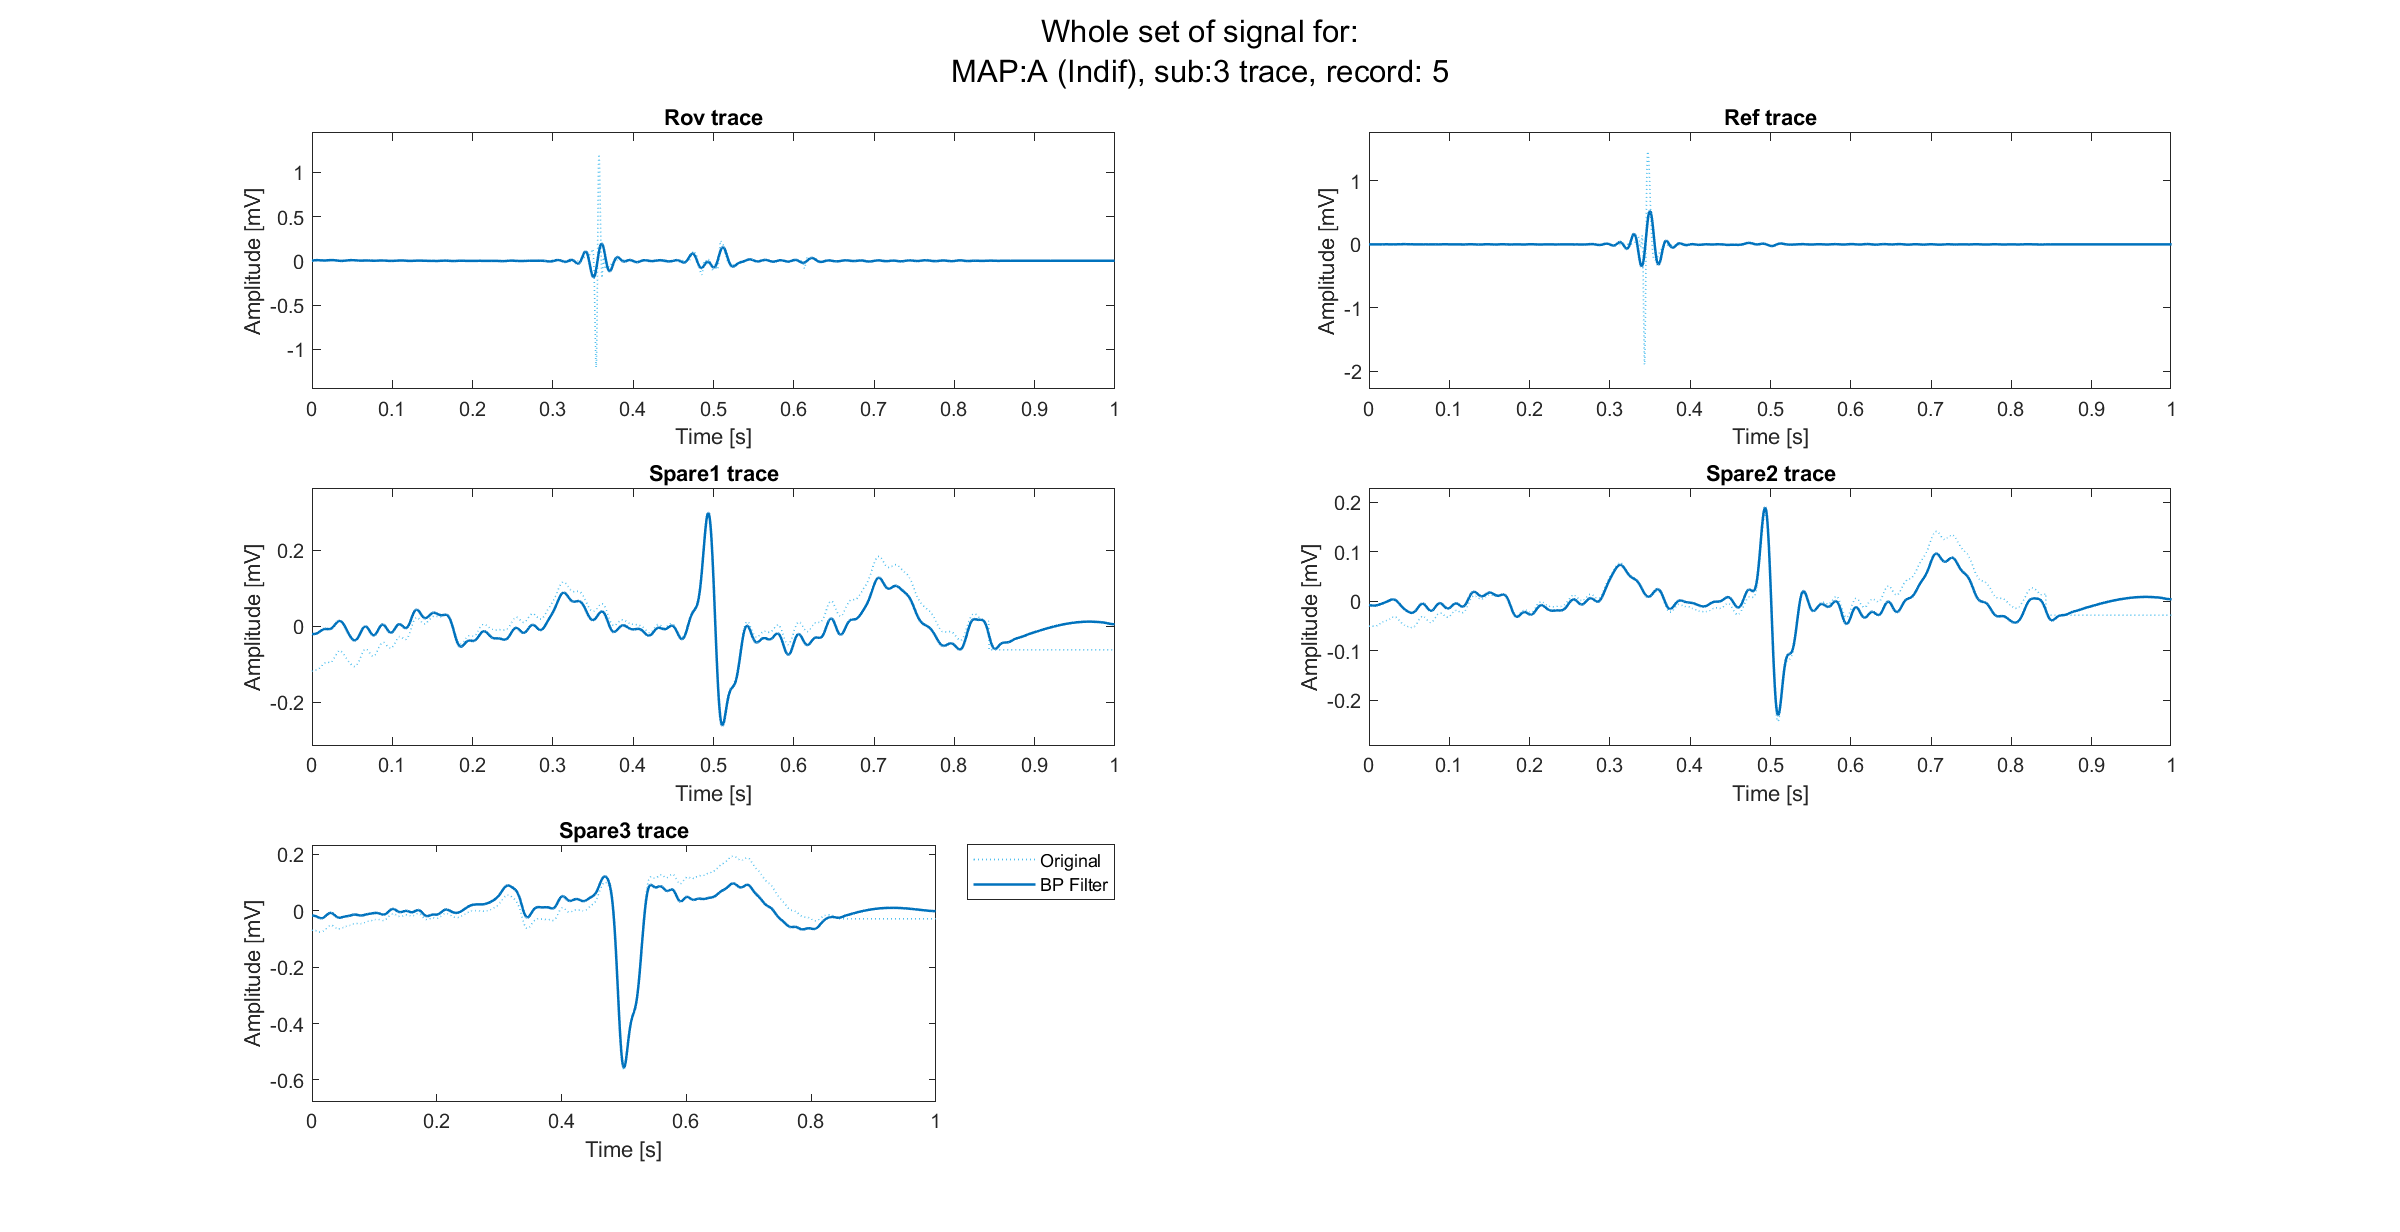 Whole set of signal for:
MAP:A (Indif), sub:3 trace, record: 5
Rov trace
Amplitude [mV]
1
0.5
0
-0.5
-1
0 0.1 0.2 0.3 0.4 0.5 0.6 0.7 0.8 0.9 1
Time [s]
Ref trace
Amplitude [mV]
1
0
-1
-2
0 0.1 0.2 0.3 0.4 0.5 0.6 0.7 0.8 0.9 1
Time [s]
Spare1 trace
Amplitude [mV]
0.2
0
-0.2
0 0.1 0.2 0.3 0.4 0.5 0.6 0.7 0.8 0.9 1
Time [s]
Spare2 trace
Amplitude [mV]
0.2
0.1
0
-0.1
-0.2
0 0.1 0.2 0.3 0.4 0.5 0.6 0.7 0.8 0.9 1
Time [s]
Spare3 trace
Amplitude [mV]
0.2
0
-0.2
-0.4
-0.6
0 0.2 0.4 0.6 0.8 1
Time [s]
Original
BP Filter